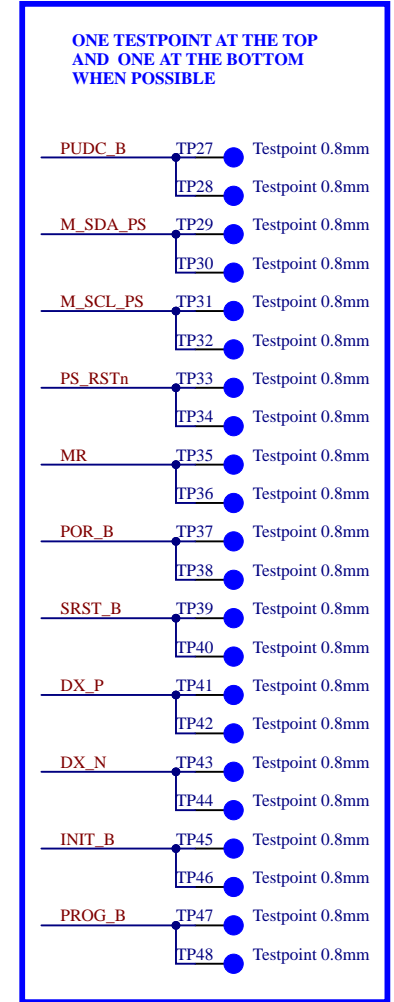 ONE TESTPOINT AT THE TOP
AND ONE AT THE BOTTOM
WHEN POSSIBLE
PUDC_B TP27 Testpoint 0.8mm
TP28 Testpoint 0.8mm
M_SDA_PS TP29 Testpoint 0.8mm
TP30 Testpoint 0.8mm
M_SCL_PS TP31 Testpoint 0.8mm
TP32 Testpoint 0.8mm
PS_RSTn TP33 Testpoint 0.8mm
TP34 Testpoint 0.8mm
MR TP35 Testpoint 0.8mm
TP36 Testpoint 0.8mm
POR_B TP37 Testpoint 0.8mm
TP38 Testpoint 0.8mm
SRST_B TP39 Testpoint 0.8mm
TP40 Testpoint 0.8mm
DX_P TP41 Testpoint 0.8mm
TP42 Testpoint 0.8mm
DX_N TP43 Testpoint 0.8mm
TP44 Testpoint 0.8mm
INIT_B TP45 Testpoint 0.8mm
TP46 Testpoint 0.8mm
PROG_B TP47 Testpoint 0.8mm
TP48 Testpoint 0.8mm